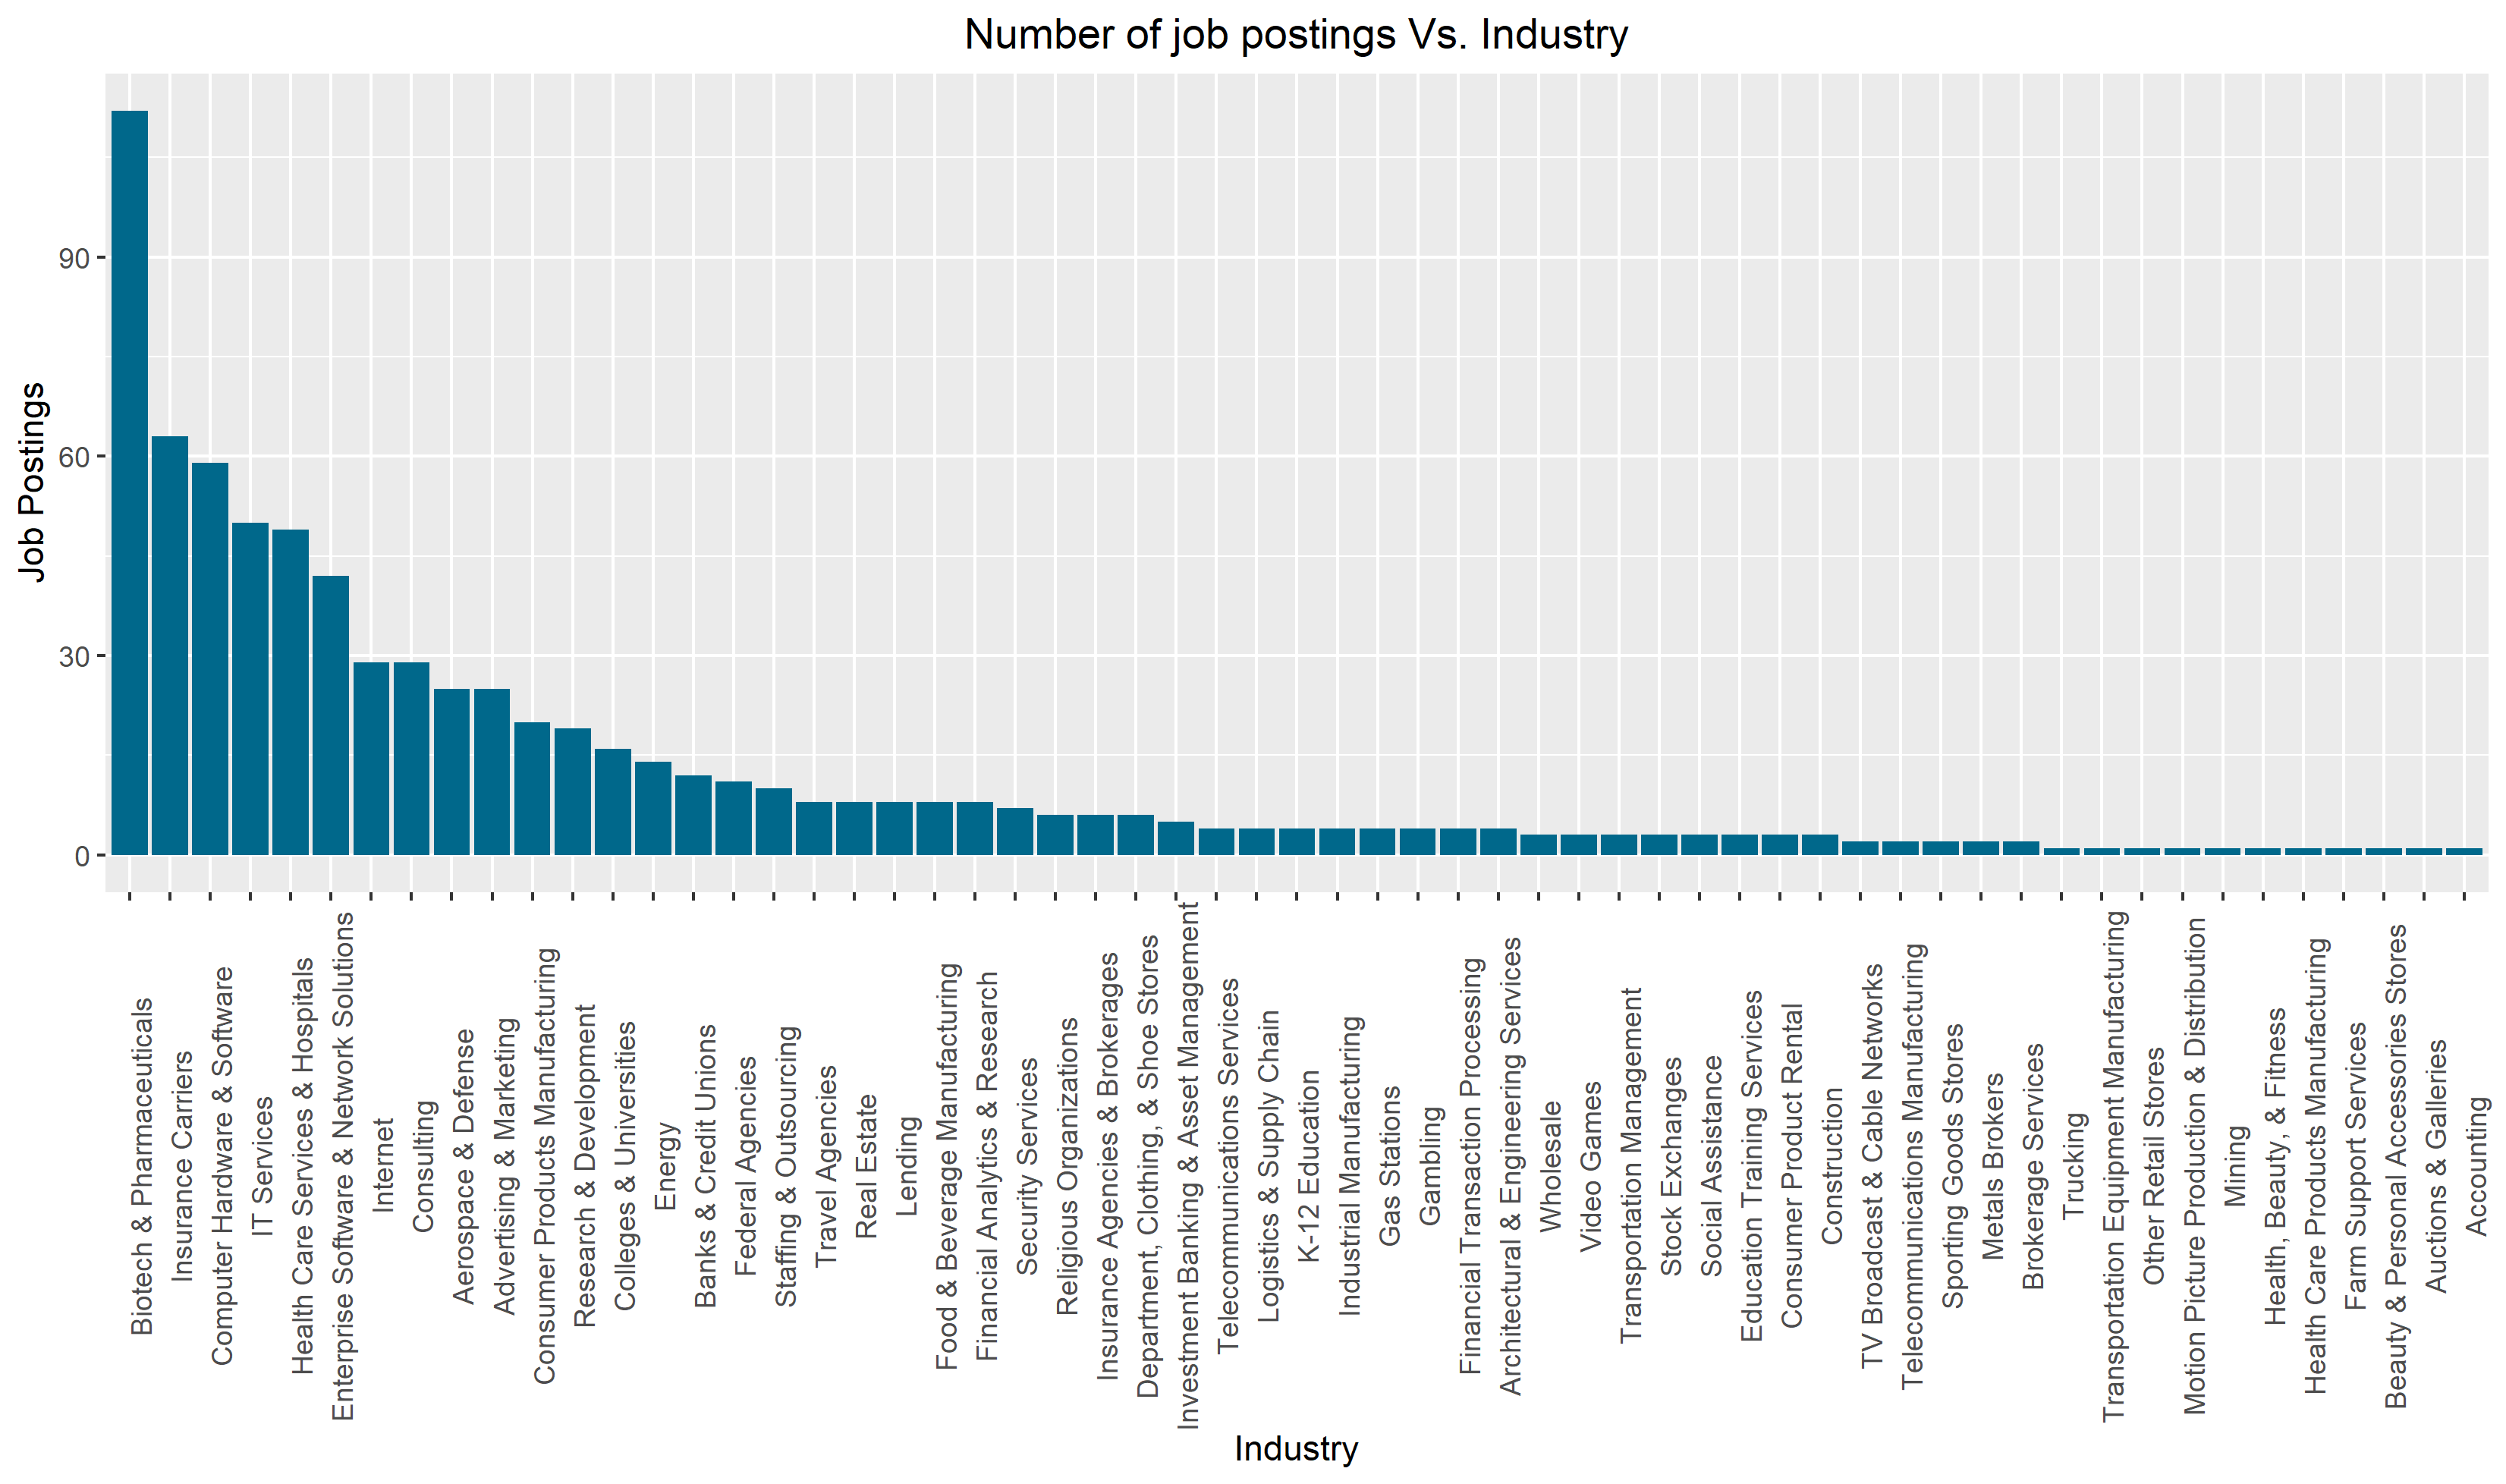 Number of job postings Vs. Industry
Job Postings
90
60
30
0
Biotech & Pharmaceuticals
Insurance Carriers
Computer Hardware & Software
IT Services
Health Care Services & Hospitals
Enterprise Software & Network Solutions
Internet
Consulting
Aerospace & Defense
Advertising & Marketing
Consumer Products Manufacturing
Research & Development
Colleges & Universities
Energy
Banks & Credit Unions
Federal Agencies
Staffing & Outsourcing
Travel Agencies
Real Estate
Lending
Food & Beverage Manufacturing
Financial Analytics & Research
Security Services
Religious Organizations
Insurance Agencies & Brokerages
Department, Clothing, & Shoe Stores
Investment Banking & Asset Management
Telecommunications Services
Logistics & Supply Chain
K-12 Education
Industrial Manufacturing
Gas Stations
Gambling
Financial Transaction Processing
Architectural & Engineering Services
Wholesale
Video Games
Transportation Management
Stock Exchanges
Social Assistance
Education Training Services
Consumer Product Rental
Construction
TV Broadcast & Cable Networks
Telecommunications Manufacturing
Sporting Goods Stores
Metals Brokers
Brokerage Services
Trucking
Transportation Equipment Manufacturing
Other Retail Stores
Motion Picture Production & Distribution
Mining
Health, Beauty, & Fitness
Health Care Products Manufacturing
Farm Support Services
Beauty & Personal Accessories Stores
Auctions & Galleries
Accounting
Industry